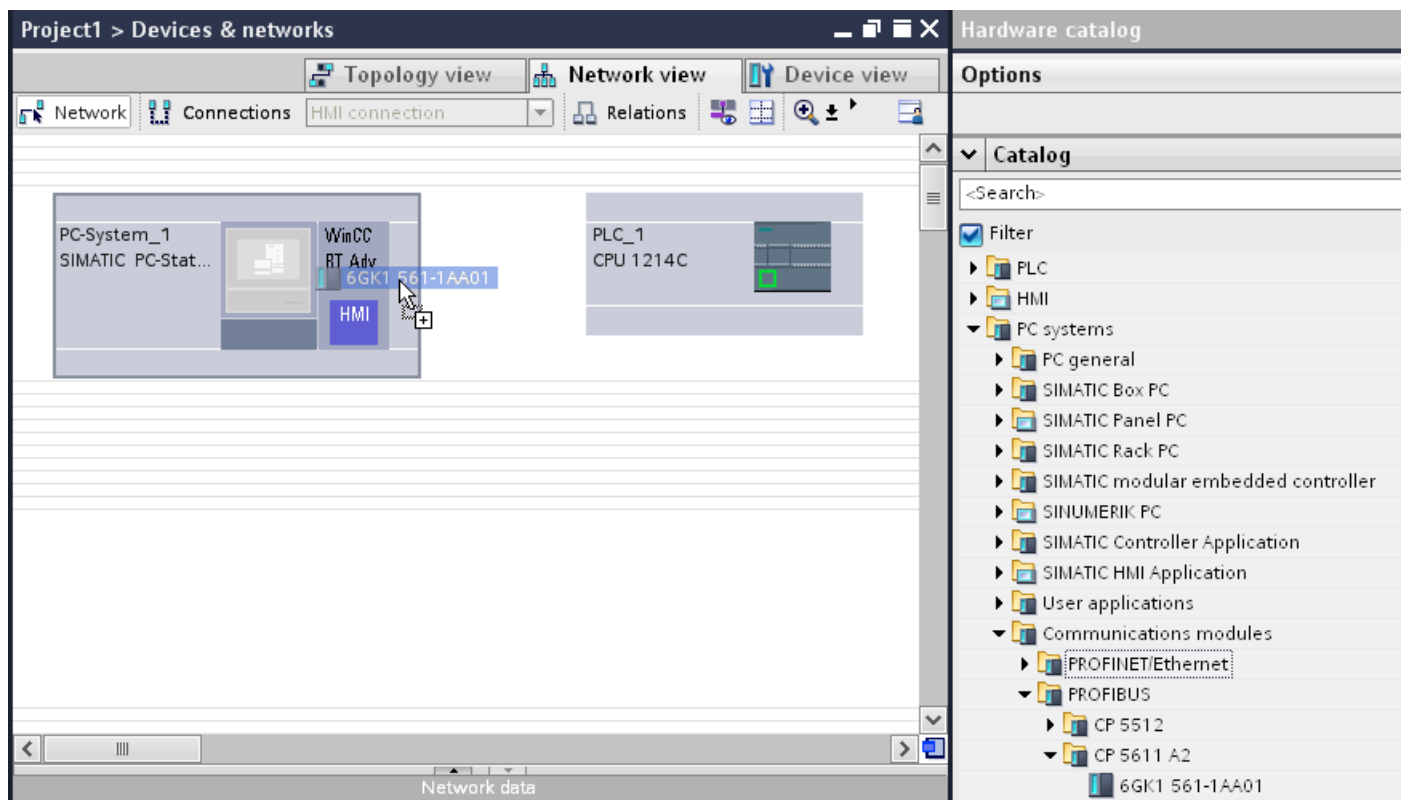 Project1 > Devices & networks
Topology view
Network view
Device view
Network
Connections
HMI connection
Relations
PC-System_1
SIMATIC PC-Stat...
WinCC
RT Adv
HMI
6GK1 561-1AA01
PLC_1
CPU 1214C
Network data
Hardware catalog
Options
Catalog
<Search>
Filter
PLC
HMI
PC systems
PC general
SIMATIC Box PC
SIMATIC Panel PC
SIMATIC Rack PC
SIMATIC modular embedded controller
SINUMERIK PC
SIMATIC Controller Application
SIMATIC HMI Application
User applications
Communications modules
PROFINET/Ethernet
PROFIBUS
CP 5512
CP 5611 A2
6GK1 561-1AA01